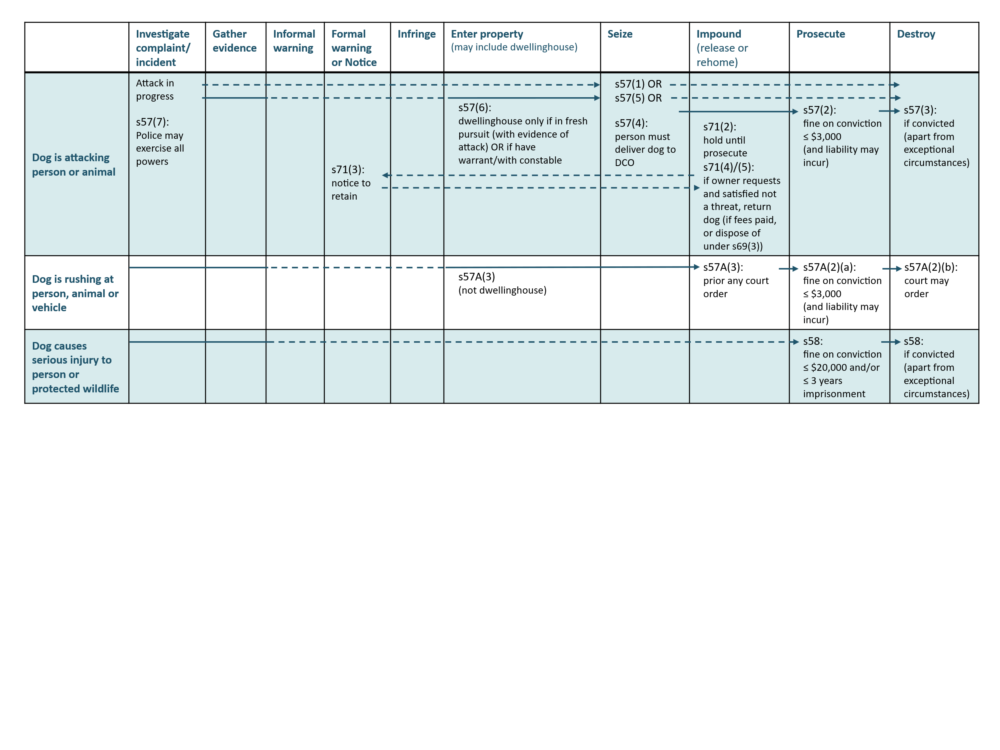 Investigate
complaint/
incident
Gather
evidence
Informal
warning
Formal
warning
or Notice
Infringe
Enter property
(may include dwellinghouse)
Seize
Impound
(release or
rehome)
Prosecute
Destroy
Dog is attacking
person or animal
Attack in
progress
s57(7):
Police may
exercise all
powers
s71(3):
notice to
retain
s57(6):
dwellinghouse only if in fresh
pursuit (with evidence of
attack) OR if have
warrant/with constable
s57(1) OR
s57(5) OR
s57(4):
person must
deliver dog to
DCO
s71(2):
hold until
prosecute
s71(4)/(5):
if owner requests
and satisfied not
a threat, return
dog (if fees paid,
or dispose of
under s69(3))
s57(2):
fine on conviction
≤ $3,000
(and liability may
incur)
s57(3):
if convicted
(apart from
exceptional
circumstances)
Dog is rushing at
person, animal or
vehicle
s57A(3)
(not dwellinghouse)
s57A(3):
prior any court
order
s57A(2)(a):
fine on conviction
≤ $3,000
(and liability may
incur)
s57A(2)(b):
court may
order
Dog causes
serious injury to
person or
protected wildlife
s58:
fine on conviction
≤ $20,000 and/or
≤ 3 years
imprisonment
s58:
if convicted
(apart from
exceptional
circumstances)